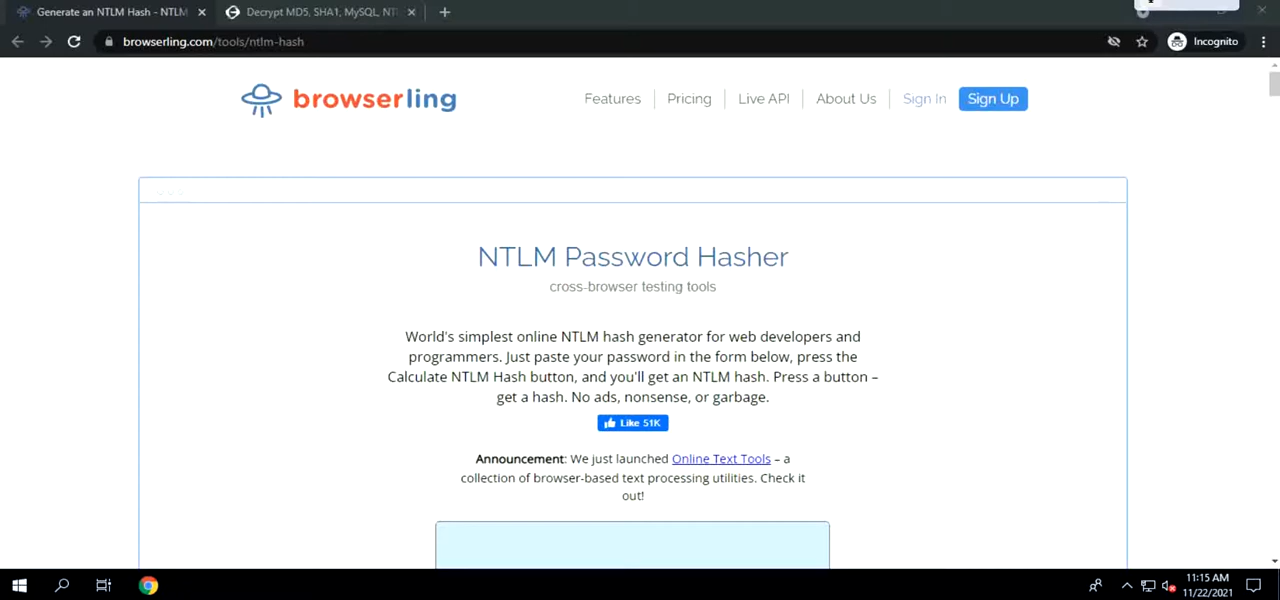 Generate an NTLM Hash - NTLM
Decrypt MD5, SHA1, MySQL, NT
browserling.com/tools/ntlm-hash
Incognito
browserling
Features
Pricing
Live API
About Us
Sign In
Sign Up
NTLM Password Hasher
cross-browser testing tools
World's simplest online NTLM hash generator for web developers and
programmers. Just paste your password in the form below, press the
Calculate NTLM Hash button, and you'll get an NTLM hash. Press a button –
get a hash. No ads, nonsense, or garbage.
Like 51K
Announcement: We just launched Online Text Tools – a
collection of browser-based text processing utilities. Check it
out!
11:15 AM
11/22/2021